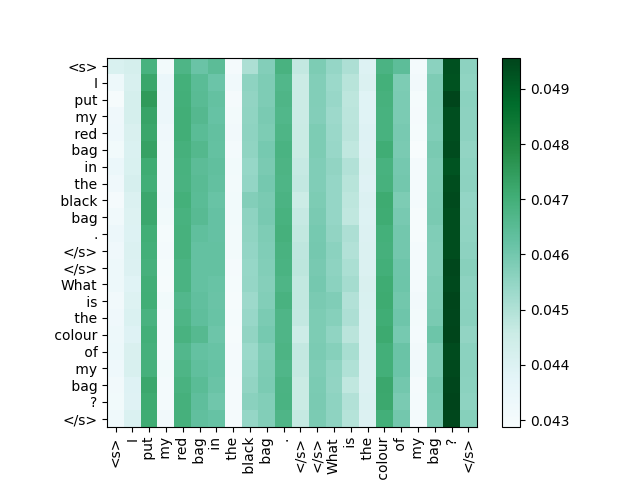 <s>
I
put
my
red
bag
in
the
black
bag
.
</s>
</s>
What
is
the
colour
of
my
bag
?
</s>
<s>
I
put
my
red
bag
in
the
black
bag
.
</s>
</s>
What
is
the
colour
of
my
bag
?
</s>
0.049
0.048
0.047
0.046
0.045
0.044
0.043